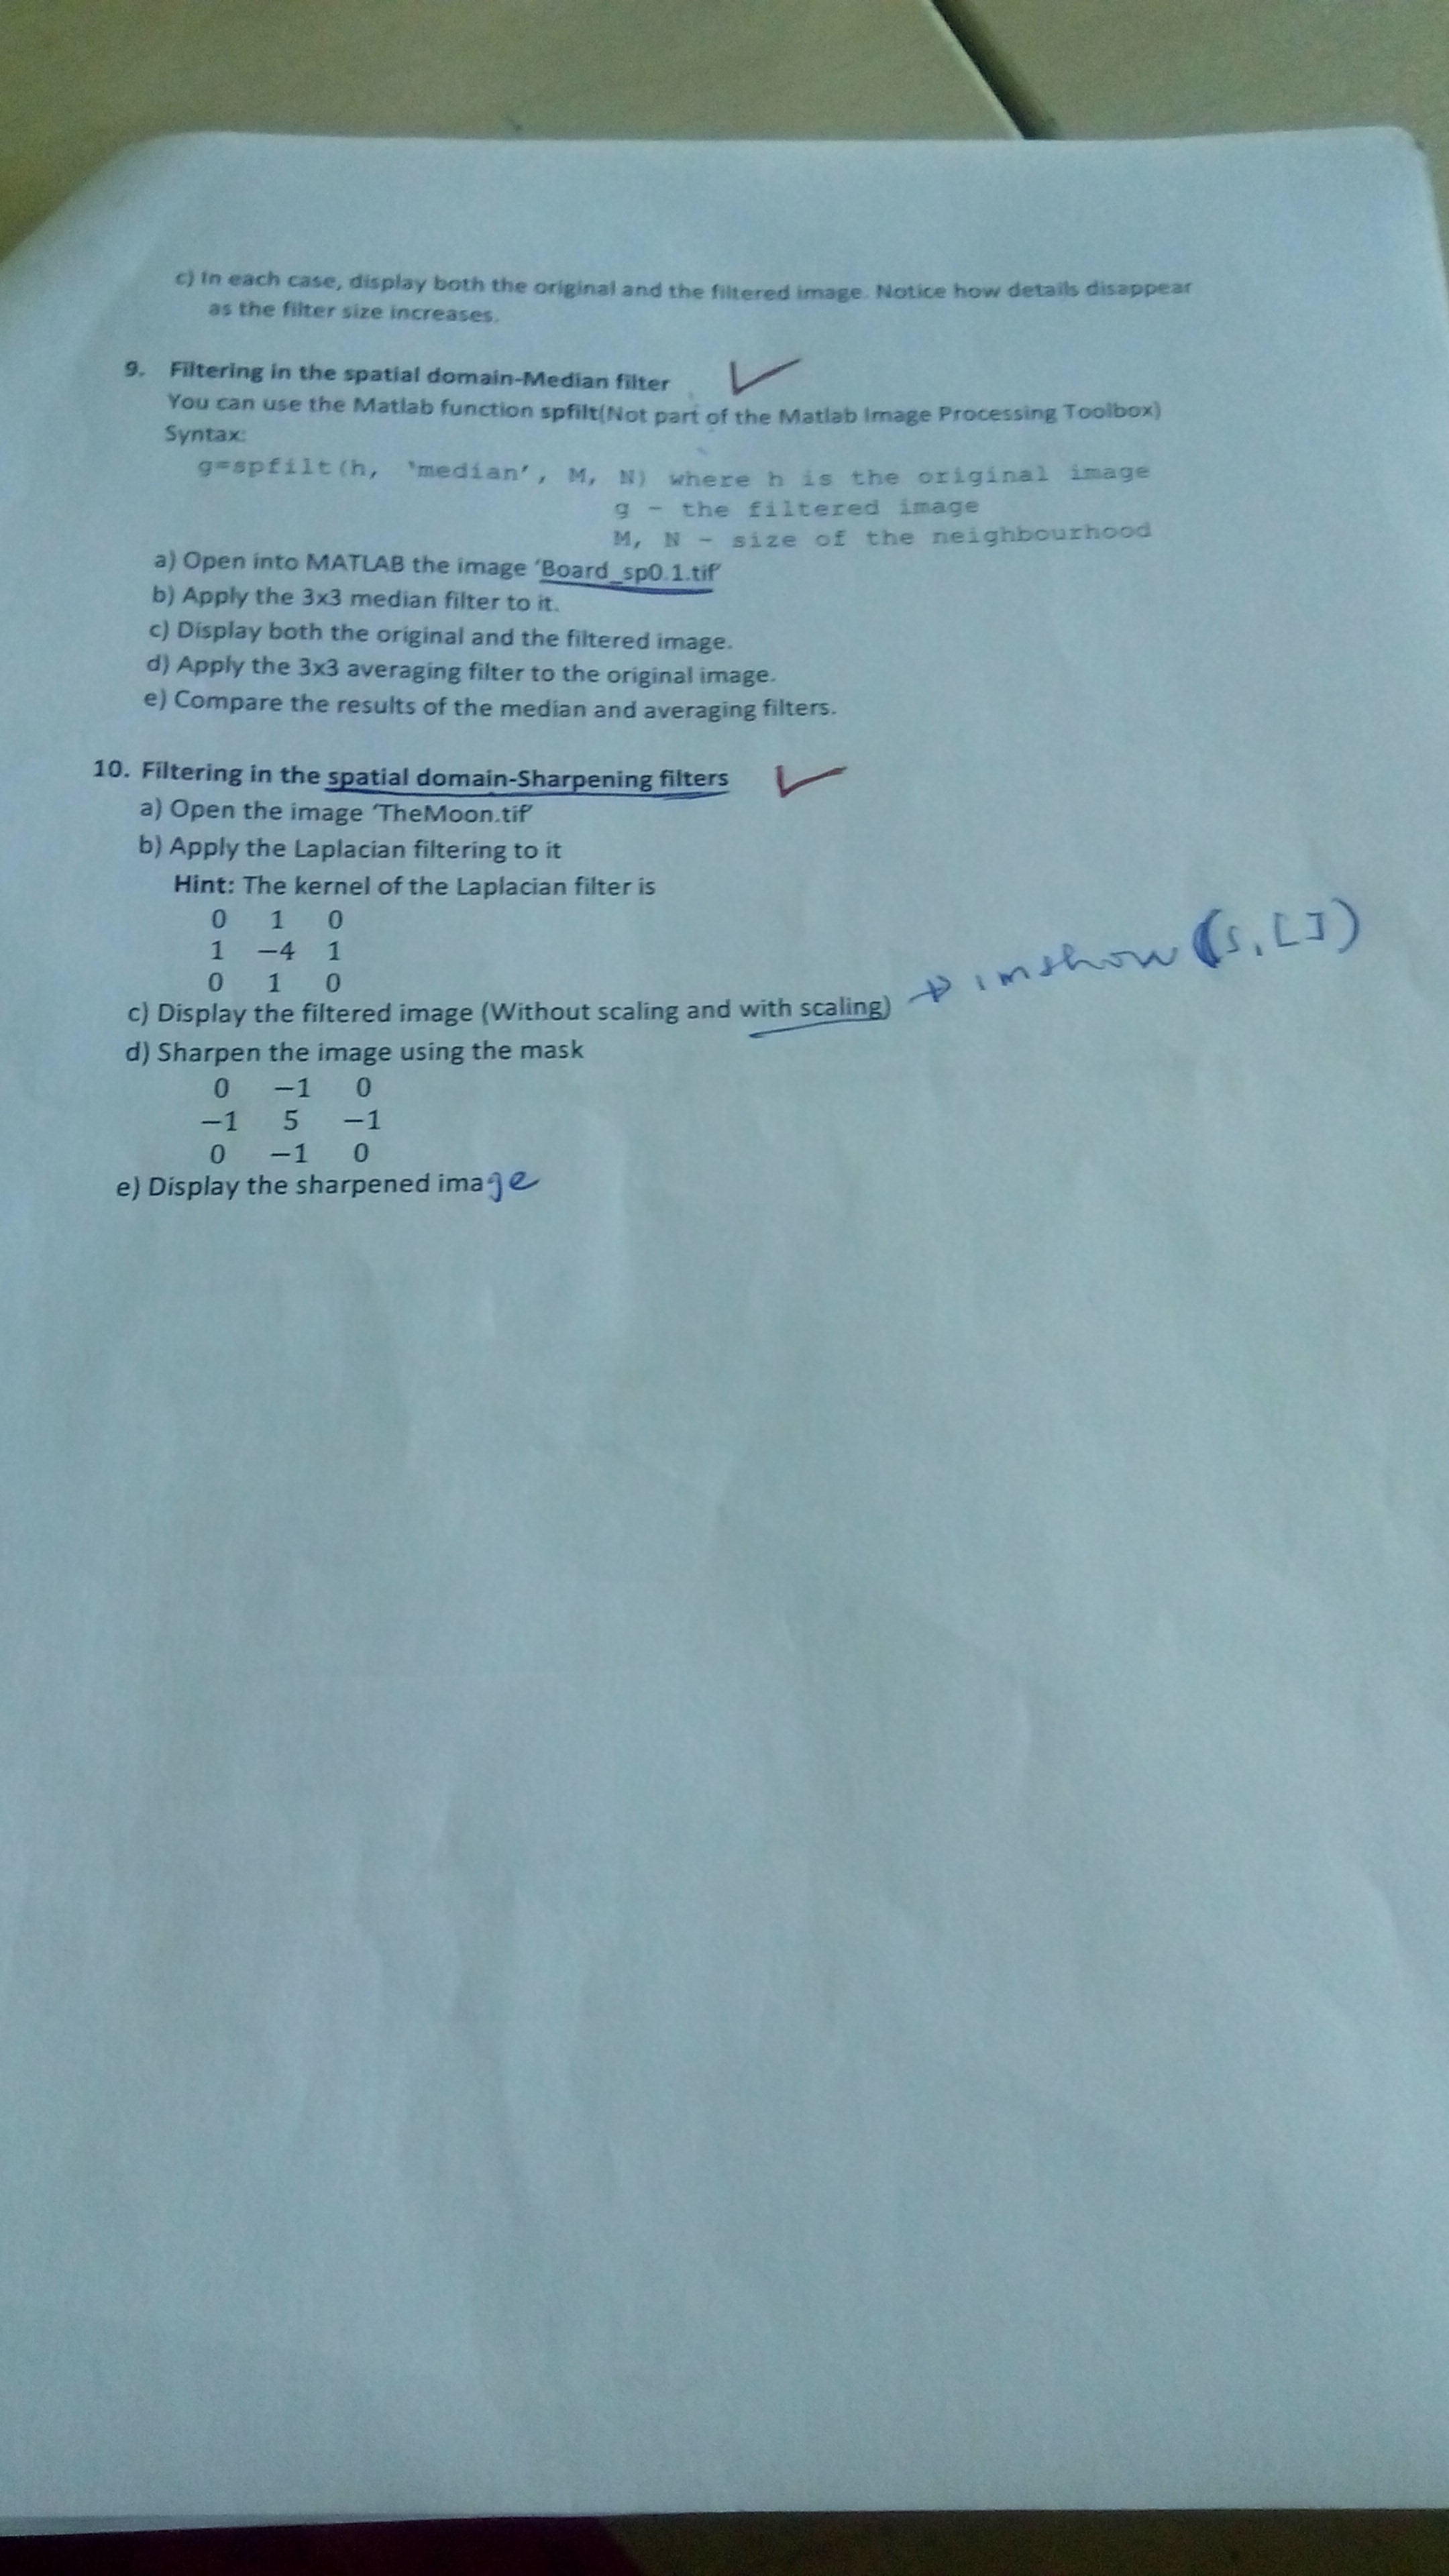 c) In each case, display both the original and the filtered image. Notice how details disappear
as the filter size increases.
9. Filtering in the spatial domain-Median filter
You can use the Matlab function spfilt(Not part of the Matlab Image Processing Toolbox)
Syntax:
g=spfilt(h, 'median', M, N) where h is the original image
g - the filtered image
M, N - size of the neighbourhood
a) Open into MATLAB the image 'Board_sp0.1.tif'
b) Apply the 3x3 median filter to it.
c) Display both the original and the filtered image.
d) Apply the 3x3 averaging filter to the original image.
e) Compare the results of the median and averaging filters.
10. Filtering in the spatial domain-Sharpening filters
a) Open the image 'TheMoon.tif'
b) Apply the Laplacian filtering to it
Hint: The kernel of the Laplacian filter is
0 1 0
1 −4 1
0 1 0
c) Display the filtered image (Without scaling and with scaling) → imshow (s, [])
d) Sharpen the image using the mask
0 −1 0
−1 5 −1
0 −1 0
e) Display the sharpened image